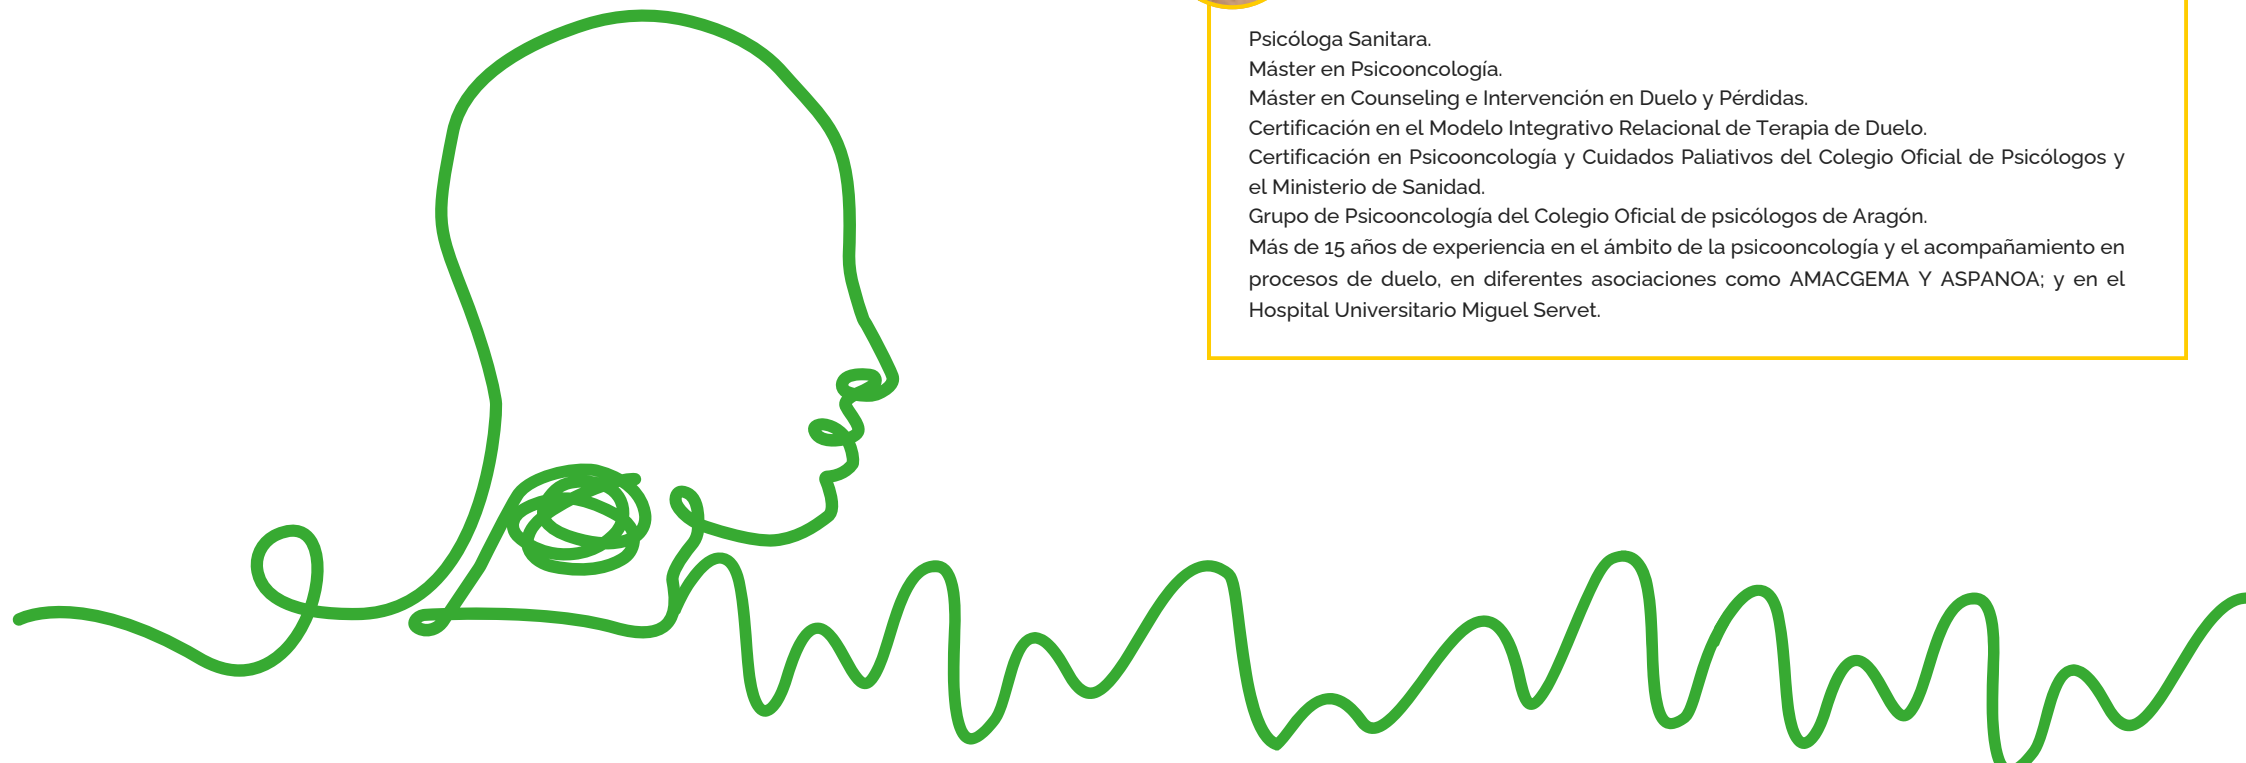 Psicóloga Sanitara.
Máster en Psicooncología.
Máster en Counseling e Intervención en Duelo y Pérdidas.
Certificación en el Modelo Integrativo Relacional de Terapia de Duelo.
Certificación en Psicooncología y Cuidados Paliativos del Colegio Oficial de Psicólogos y
el Ministerio de Sanidad.
Grupo de Psicooncología del Colegio Oficial de psicólogos de Aragón.
Más de 15 años de experiencia en el ámbito de la psicooncología y el acompañamiento en
procesos de duelo, en diferentes asociaciones como AMACGEMA Y ASPANOA; y en el
Hospital Universitario Miguel Servet.